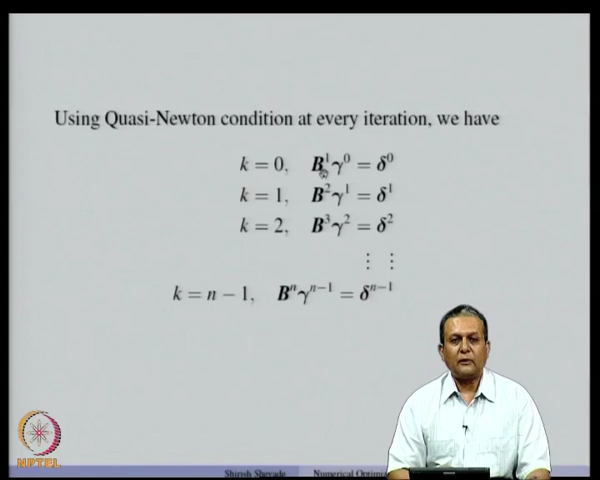 Using Quasi-Newton condition at every iteration, we have
k = 0, B¹γ⁰ = δ⁰
k = 1, B²γ¹ = δ¹
k = 2, B³γ² = δ²
⋮ ⋮
k = n − 1, Bⁿγⁿ⁻¹ = δⁿ⁻¹
NPTEL
Shirish Shevade Numerical